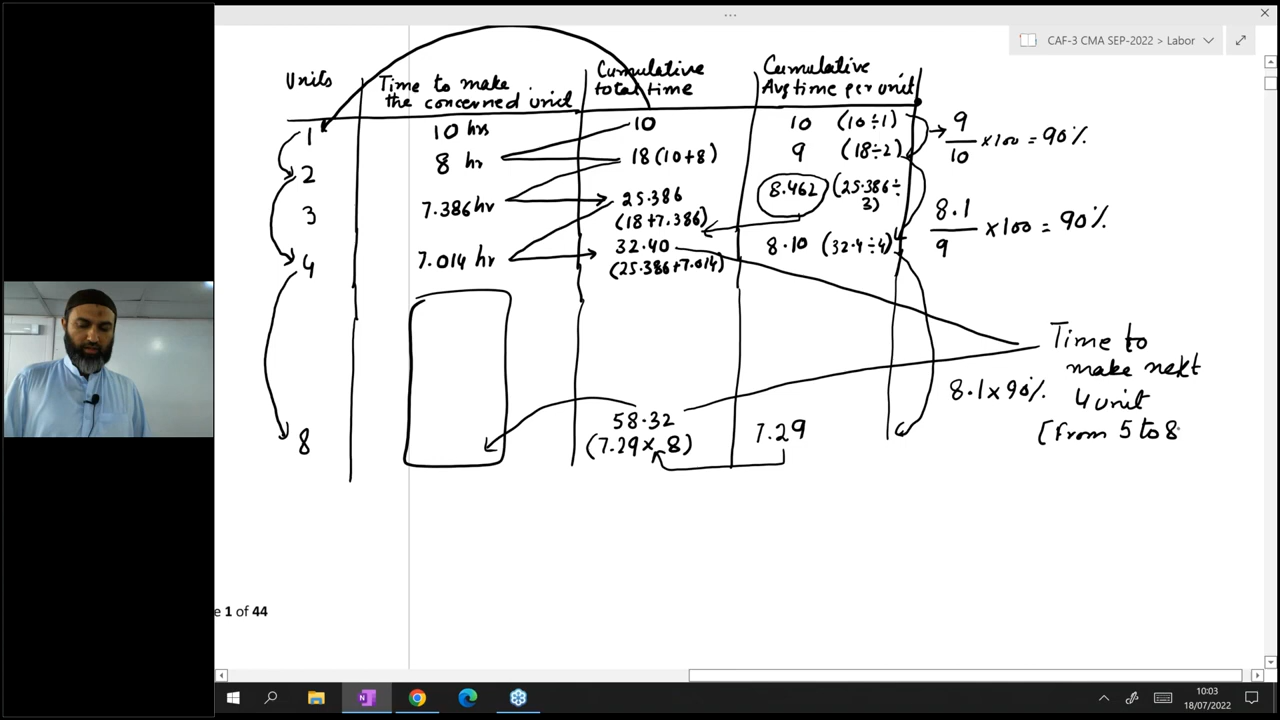 CAF-3 CMA SEP-2022 > Labor
Units
Time to make
the concerned unit
Cumulative
total time
Cumulative
Avg time per unit
1
10 hrs
10
10 (10÷1)
2
8 hr
18 (10+8)
9 (18÷2)
9
10
×100 = 90%
3
7.386 hr
25.386
(18+7.386)
8.462 (25.386÷
3)
8.1
9
×100 = 90%
4
7.014 hr
32.40
(25.386+7.014)
8.10 (32.4÷4)
Time to
make next
4 unit
(from 5 to 8
8.1×90%
8
58.32
(7.29×8)
7.29
e 1 of 44
10:03
18/07/2022